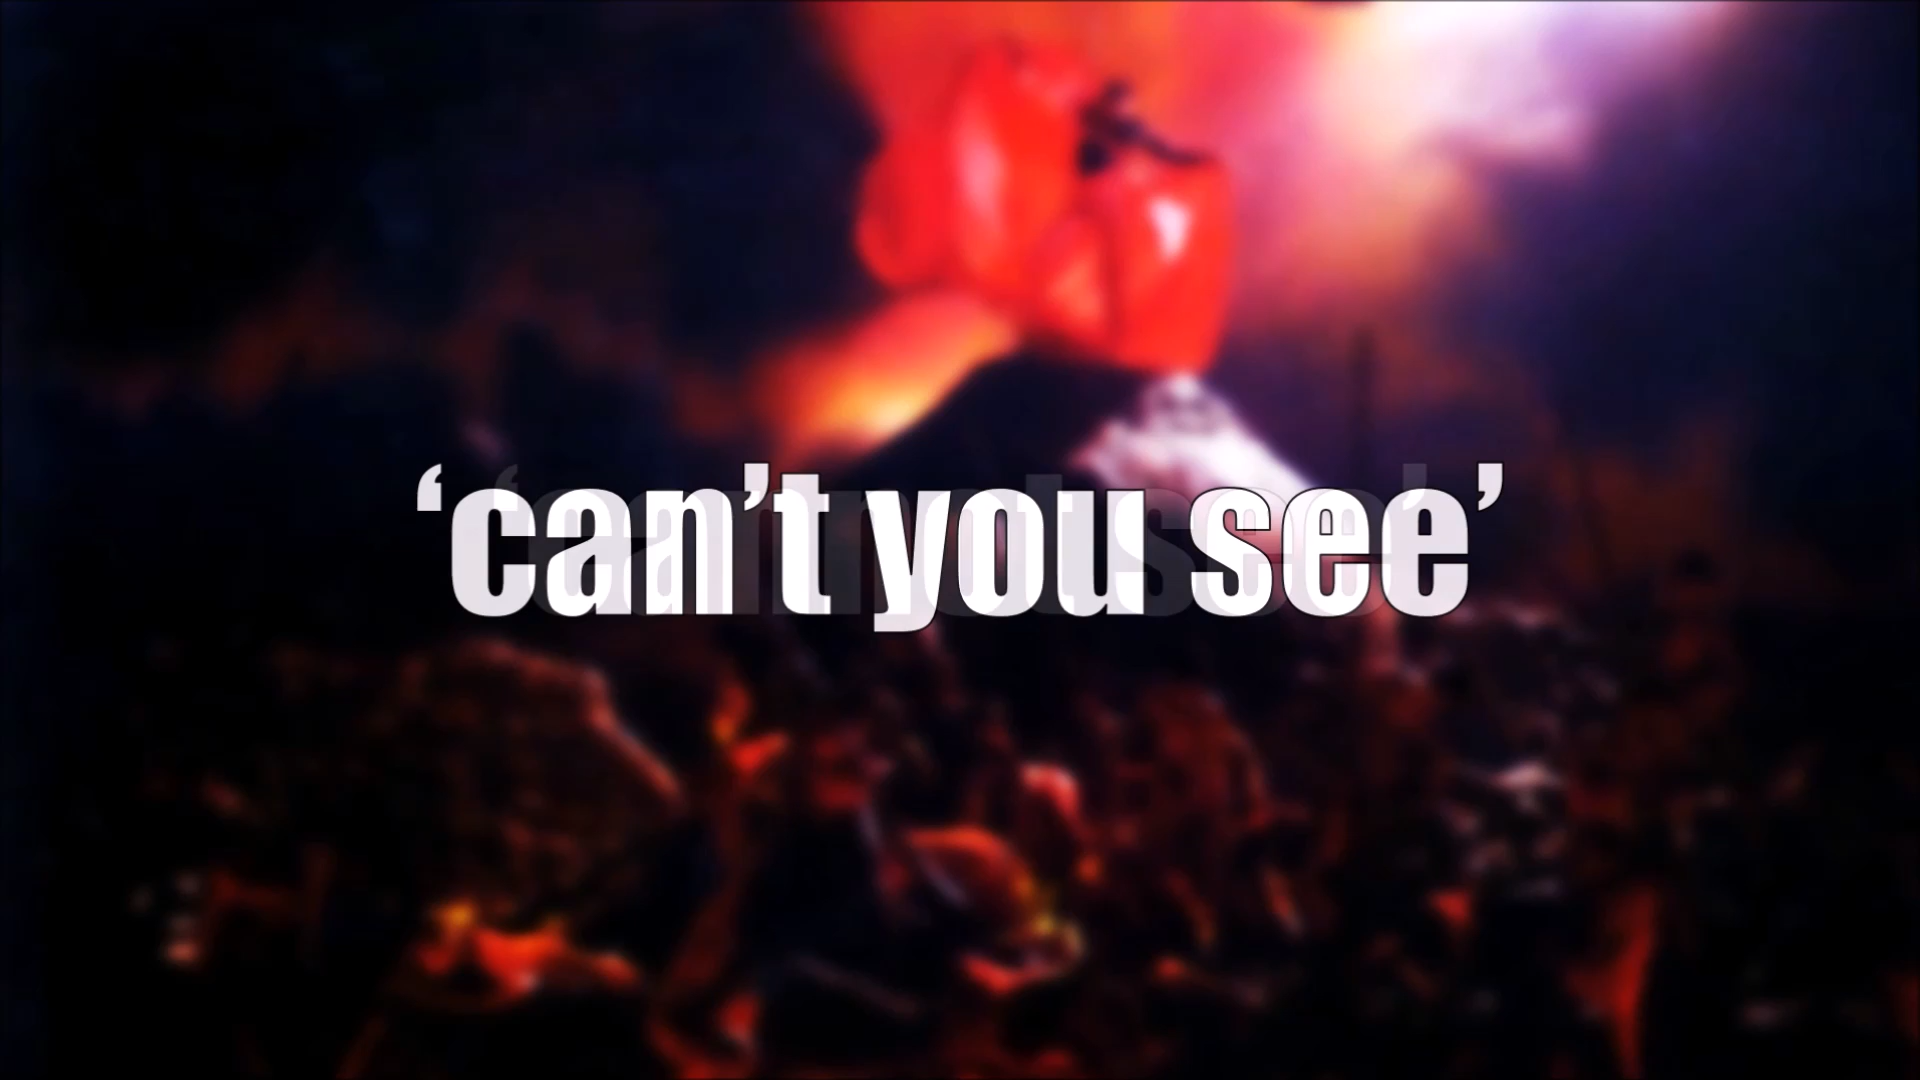 ‘can’t you see’